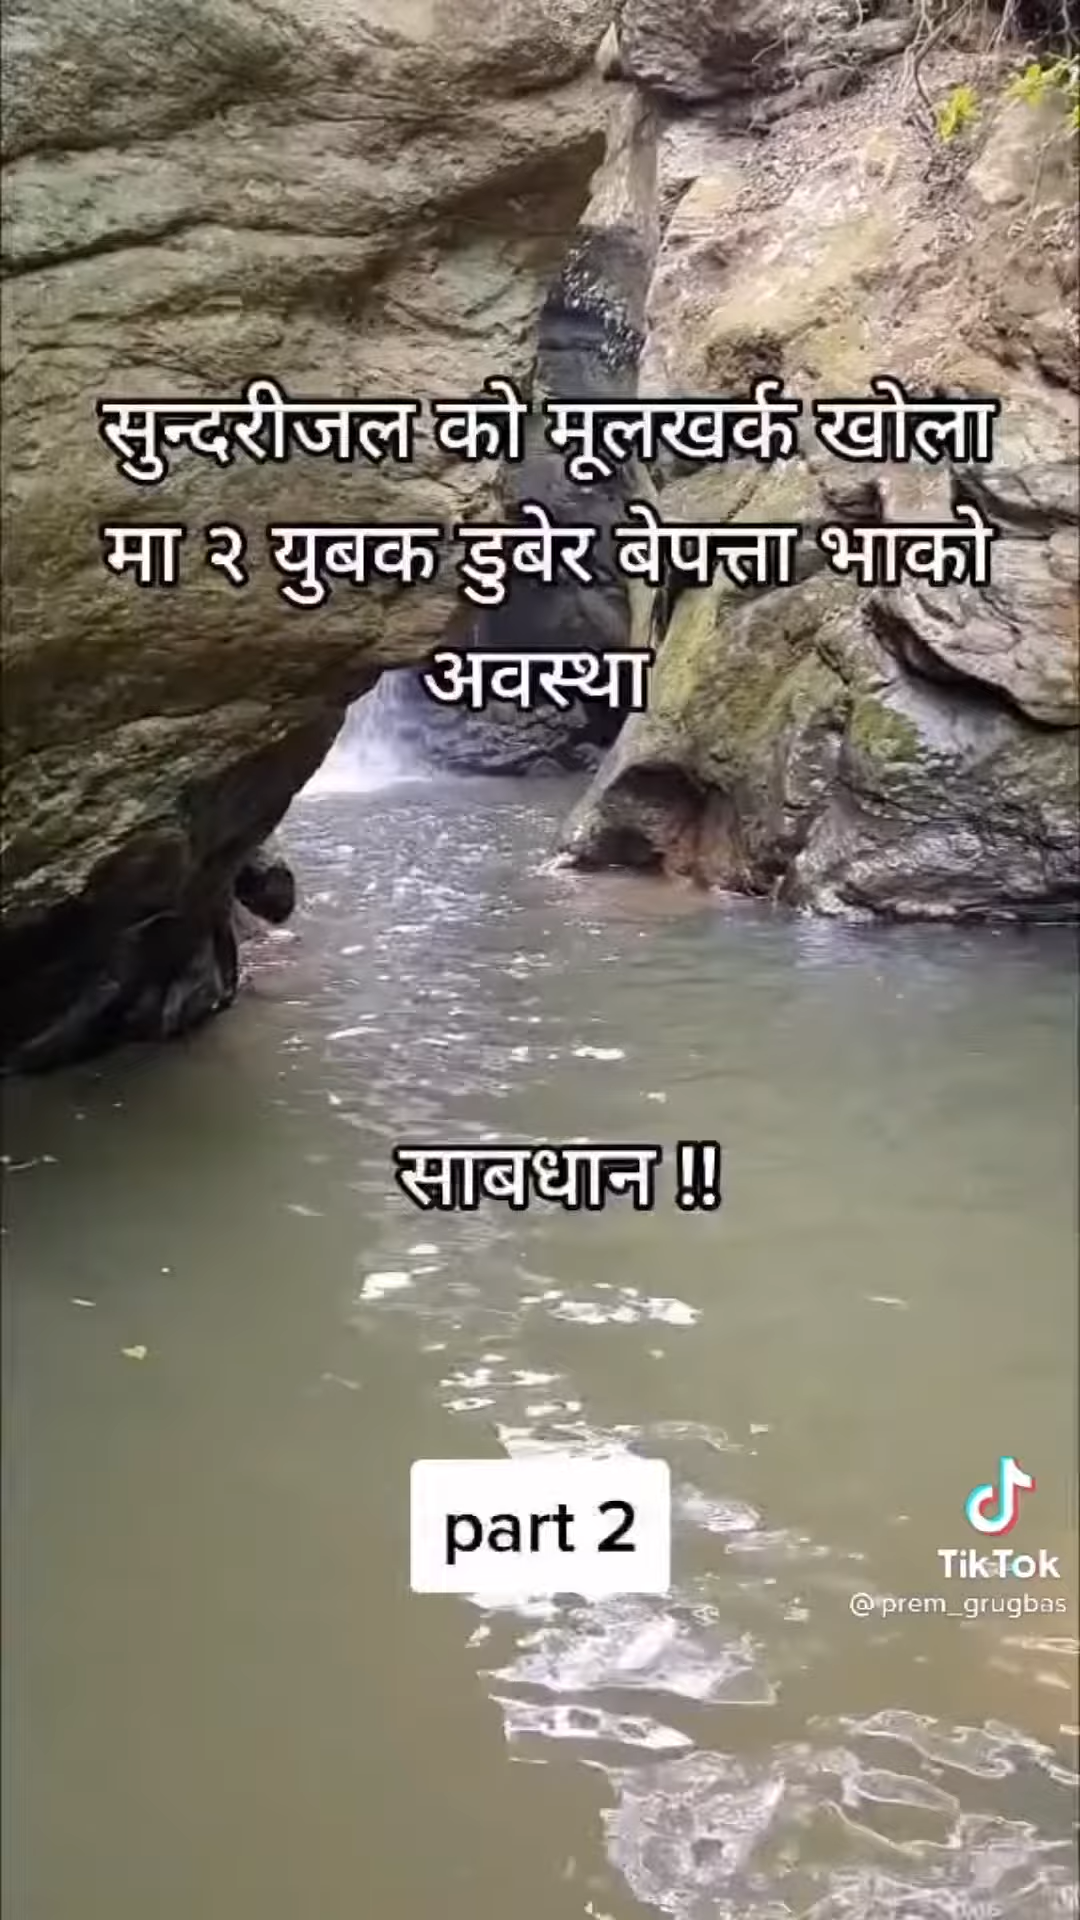 सुन्दरीजल को मूलखर्क खोला
मा २ युबक डुबेर बेपत्ता भाको
अवस्था
साबधान !!
part 2
TikTok
@prem_grugbas